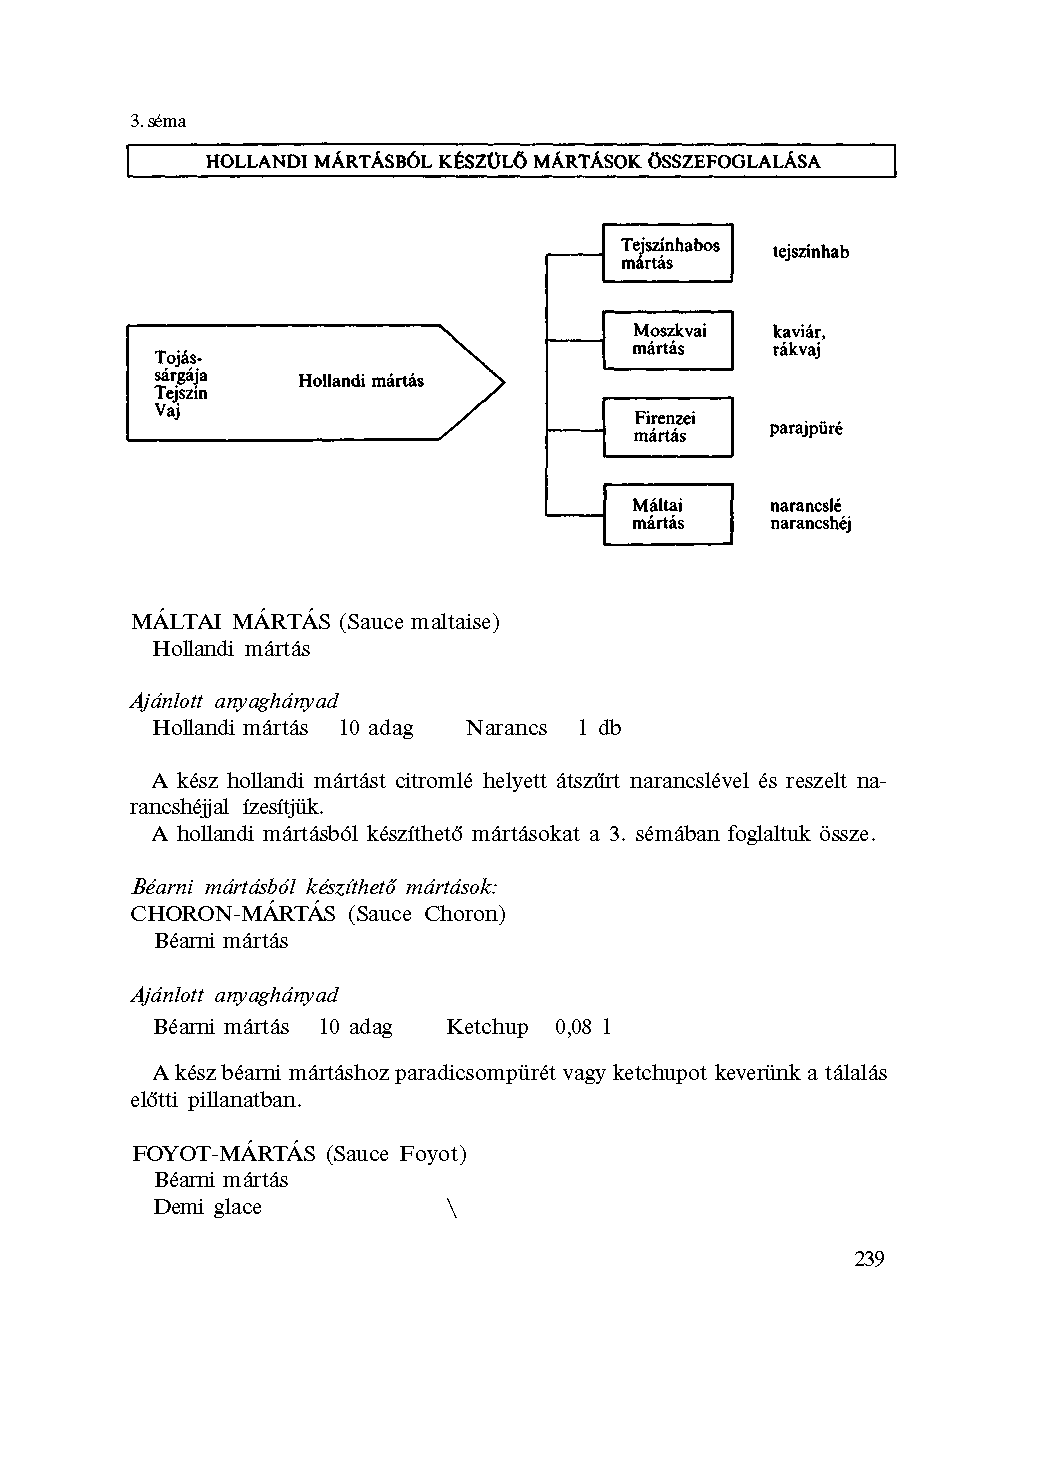 3. séma
HOLLANDI MÁRTÁSBÓL KÉSZÜLŐ MÁRTÁSOK ÖSSZEFOGLALÁSA
Tojás-
sárgája
Tejszín
Vaj
Hollandi mártás
Tejszínhabos
mártás
tejszínhab
Moszkvai
mártás
kaviár,
rákvaj
Firenzei
mártás
parajpüré
Máltai
mártás
narancslé
narancshéj
MÁLTAI MÁRTÁS (Sauce maltaise)
Hollandi mártás
Ajánlott anyaghányad
Hollandi mártás 10 adag Narancs 1 db
A kész hollandi mártást citromlé helyett átszűrt narancslével és reszelt na-
rancshéjjal ízesítjük.
A hollandi mártásból készíthető mártásokat a 3. sémában foglaltuk össze.
Béarni mártásból készíthető mártások:
CHORON-MÁRTÁS (Sauce Choron)
Béarni mártás
Ajánlott anyaghányad
Béarni mártás 10 adag Ketchup 0,08 l
A kész béarni mártáshoz paradicsompürét vagy ketchupot keverünk a tálalás
előtti pillanatban.
FOYOT-MÁRTÁS (Sauce Foyot)
Béarni mártás
Demi glace \
239